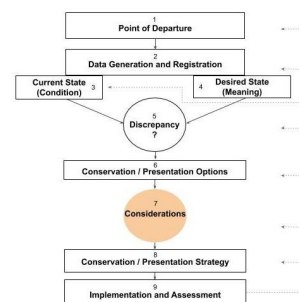 1
Point of Departure
2
Data Generation and Registration
Current State
(Condition)
3
4
Desired State
(Meaning)
5
Discrepancy
?
6
Conservation / Presentation Options
7
Considerations
8
Conservation / Presentation Strategy
9
Implementation and Assessment